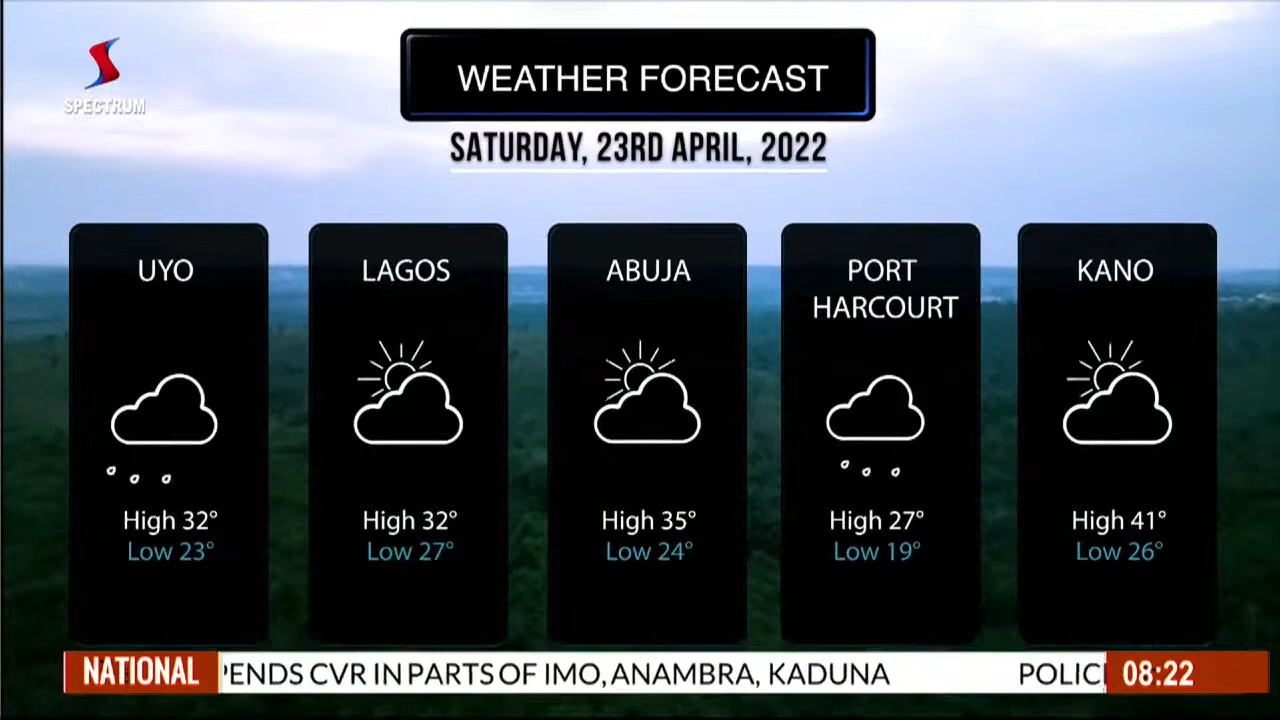 SPECTRUM
WEATHER FORECAST
SATURDAY, 23RD APRIL, 2022
UYO
High 32°
Low 23°
LAGOS
High 32°
Low 27°
ABUJA
High 35°
Low 24°
PORT
HARCOURT
High 27°
Low 19°
KANO
High 41°
Low 26°
NATIONAL
PENDS CVR IN PARTS OF IMO, ANAMBRA, KADUNA
POLIC
08:22